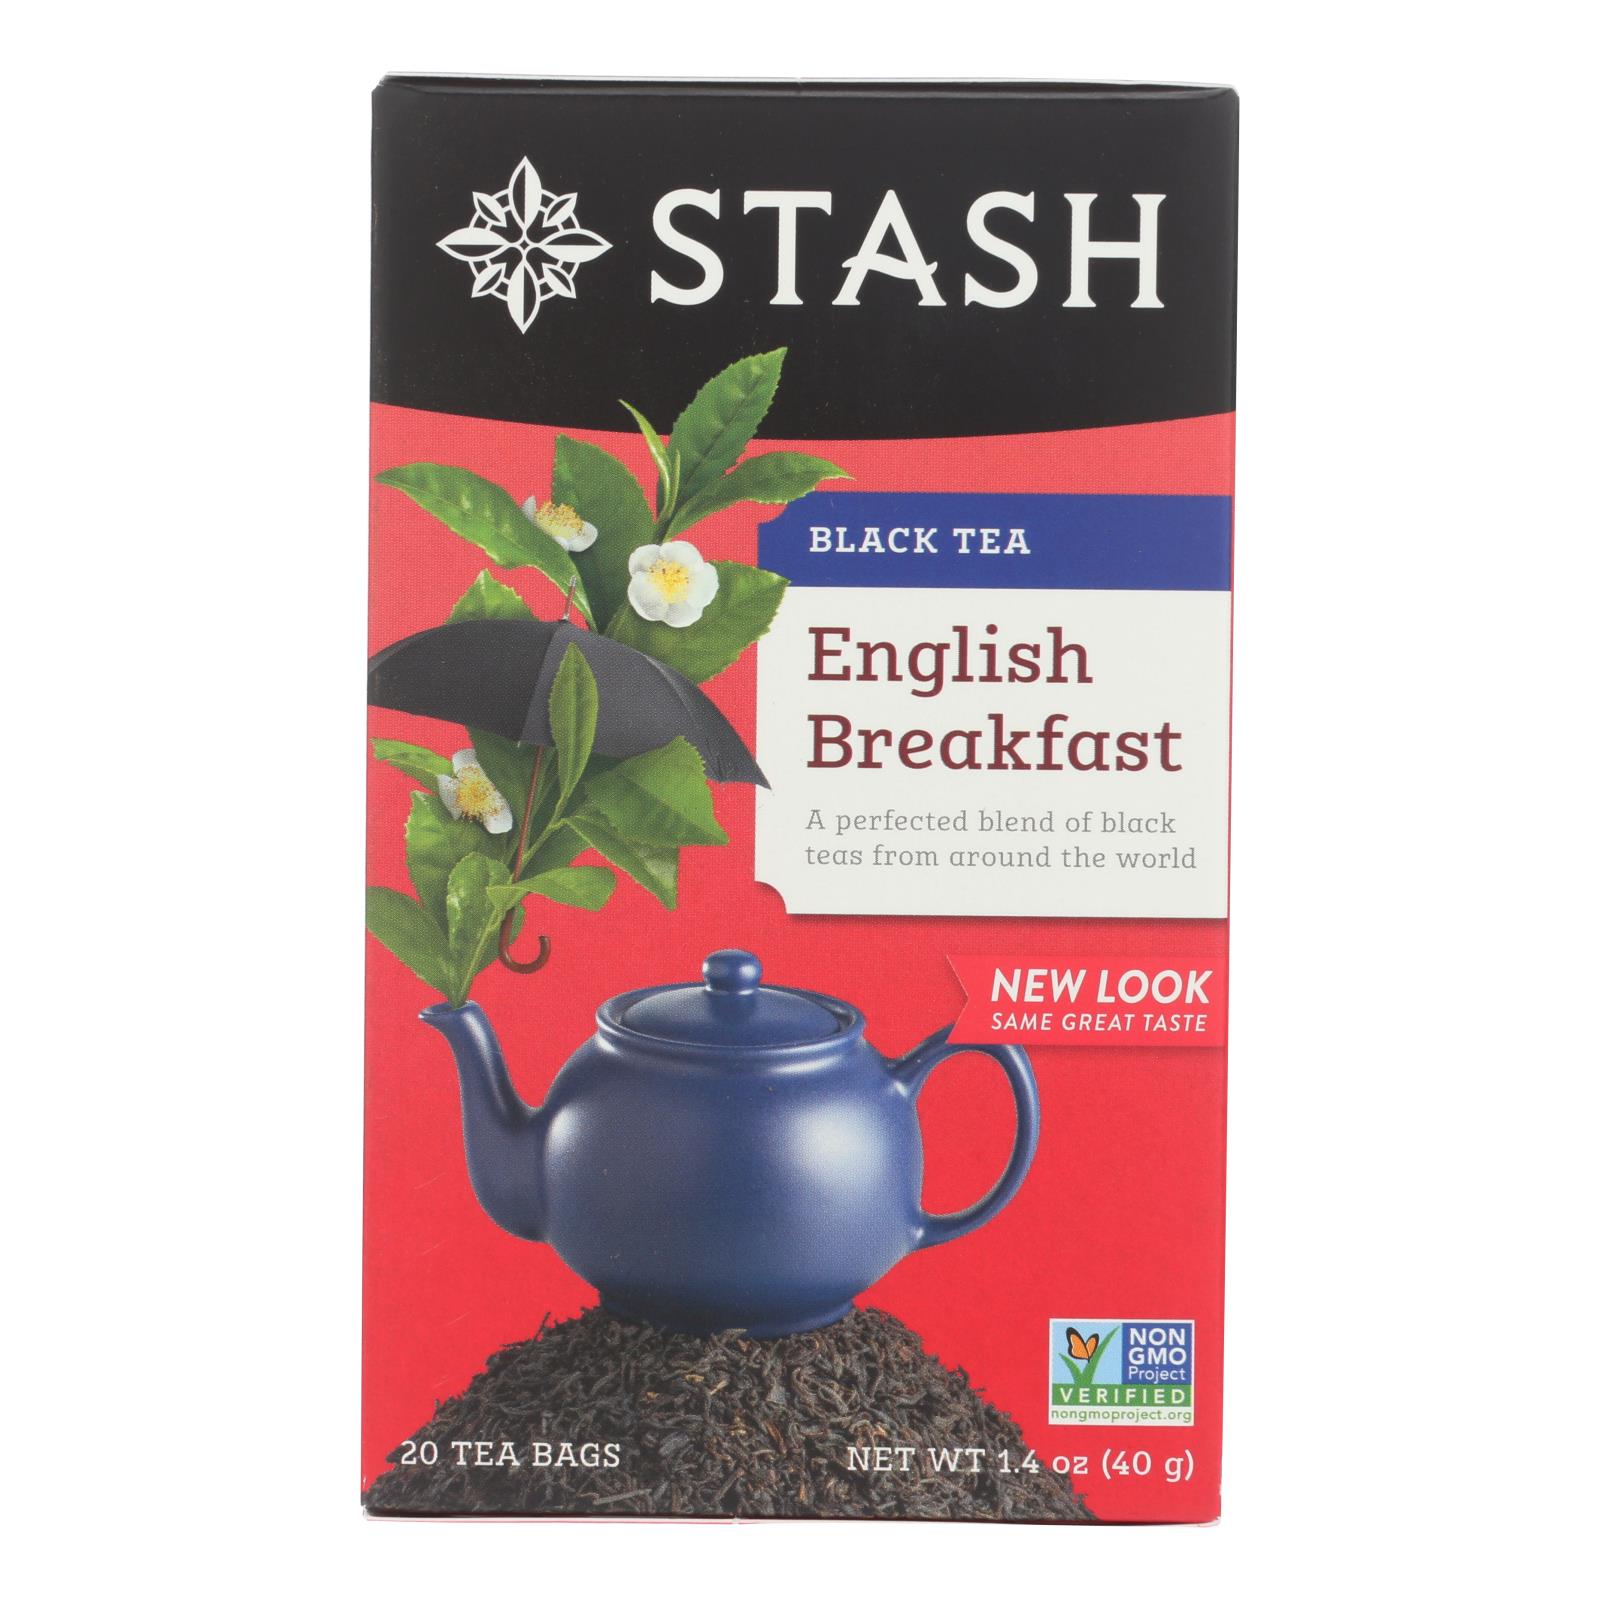 STASH
BLACK TEA
English
Breakfast
A perfected blend of black
teas from around the world
NEW LOOK
SAME GREAT TASTE
NON
GMO
Project
VERIFIED
nongmoproject.org
20 TEA BAGS
NET WT 1.4 oz (40 g)